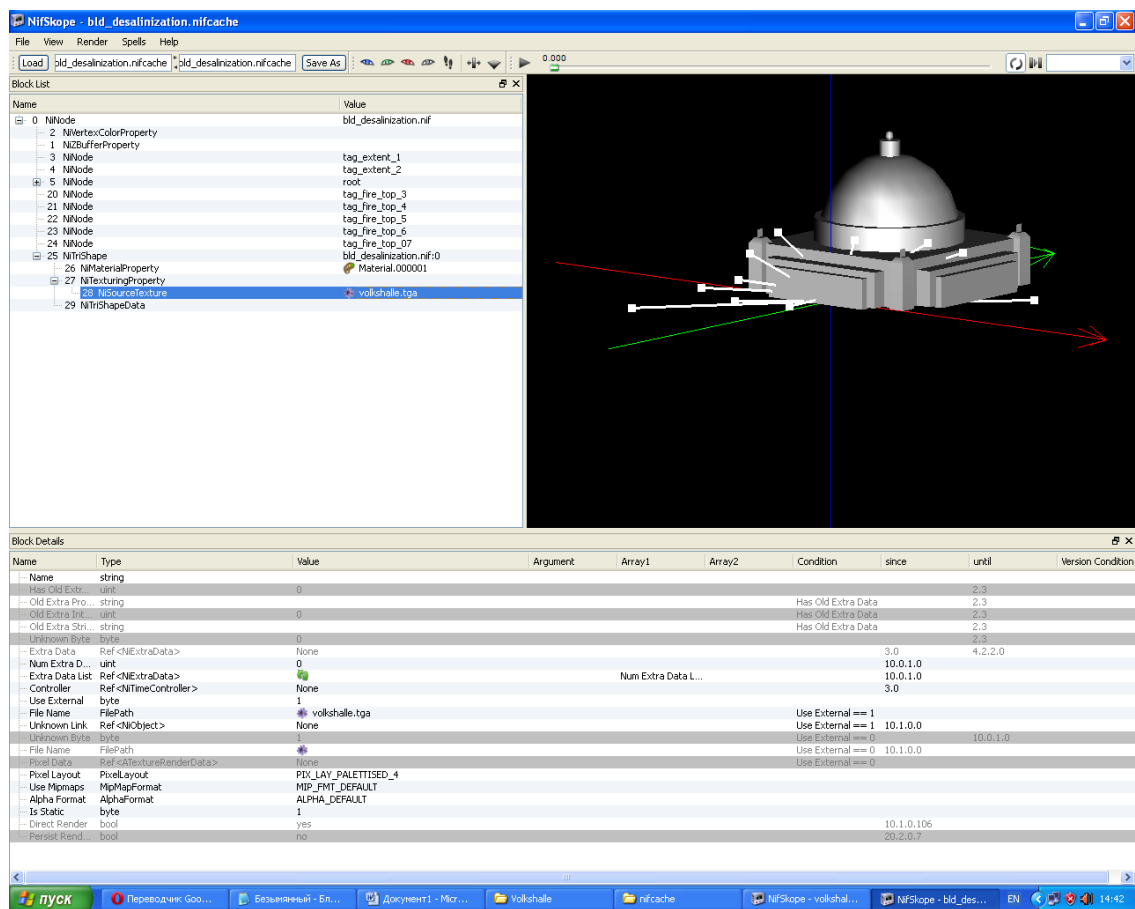 NifSkope - bld_desalinization.nifcache
File View Render Spells Help
Load bld_desalinization.nifcache bld_desalinization.nifcache Save As 0.000
Block List
Name Value
0 NiNode bld_desalinization.nif
2 NiVertexColorProperty
1 NiZBufferProperty
3 NiNode tag_extent_1
4 NiNode tag_extent_2
5 NiNode root
20 NiNode tag_fire_top_3
21 NiNode tag_fire_top_4
22 NiNode tag_fire_top_5
23 NiNode tag_fire_top_6
24 NiNode tag_fire_top_07
25 NiTriShape bld_desalinization.nif:0
26 NiMaterialProperty Material.000001
27 NiTexturingProperty
28 NiSourceTexture volkshalle.tga
29 NiTriShapeData
Block Details
Name Type Value Argument Array1 Array2 Condition since until Version Condition
Name string
Has Old Extr... uint 0 2.3
Old Extra Pro... string Has Old Extra Data 2.3
Old Extra Int... uint 0 Has Old Extra Data 2.3
Old Extra Stri... string Has Old Extra Data 2.3
Unknown Byte byte 0 2.3
Extra Data Ref<NiExtraData> None 3.0 4.2.2.0
Num Extra D... uint 0 10.0.1.0
Extra Data List Ref<NiExtraData> Num Extra Data L... 10.0.1.0
Controller Ref<NiTimeController> None 3.0
Use External byte 1
File Name FilePath volkshalle.tga Use External == 1
Unknown Link Ref<NiObject> None Use External == 1 10.1.0.0
Unknown Byte byte 1 Use External == 0 10.0.1.0
File Name FilePath Use External == 0 10.1.0.0
Pixel Data Ref<ATextureRenderData> None Use External == 0
Pixel Layout PixelLayout PIX_LAY_PALETTISED_4
Use Mipmaps MipMapFormat MIP_FMT_DEFAULT
Alpha Format AlphaFormat ALPHA_DEFAULT
Is Static byte 1
Direct Render bool yes 10.1.0.106
Persist Rend... bool no 20.2.0.7
пуск Переводчик Goo... Безымянный - Бл... Документ1 - Micr... Volkshalle nifcache NifSkope - volkshal... NifSkope - bld_des... EN 14:42